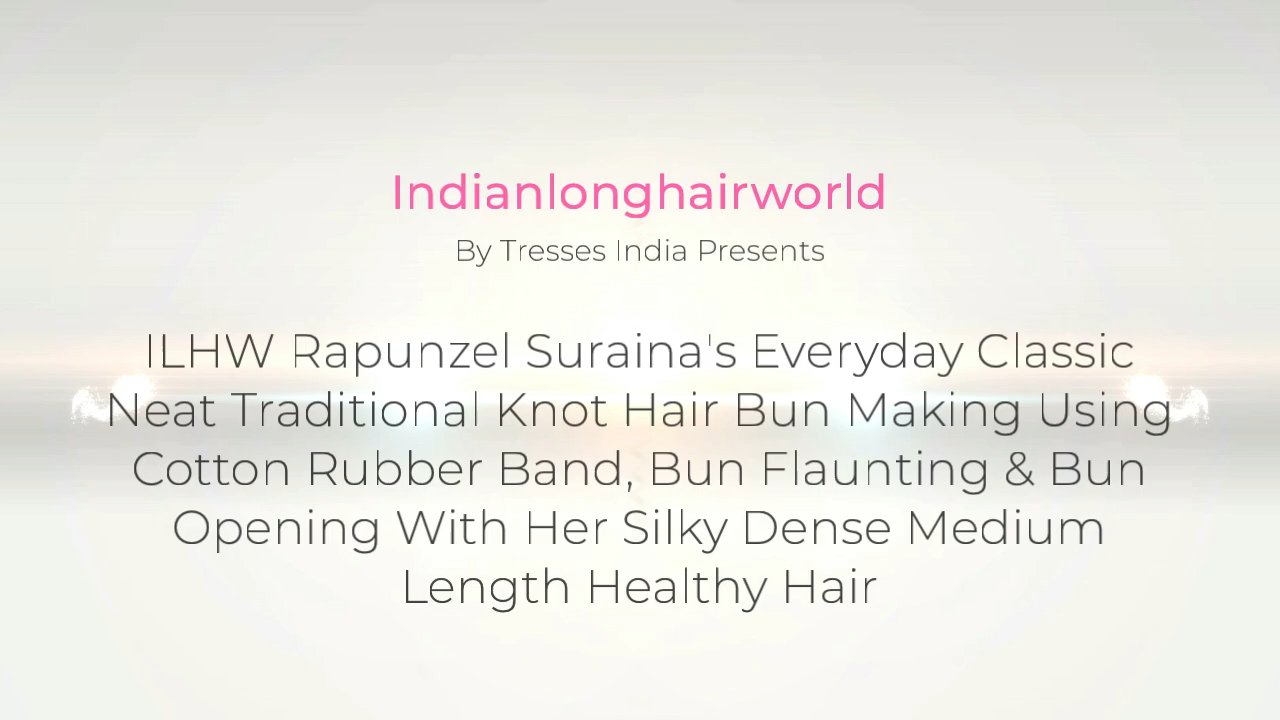 Indianlonghairworld
By Tresses India Presents
ILHW Rapunzel Suraina's Everyday Classic
Neat Traditional Knot Hair Bun Making Using
Cotton Rubber Band, Bun Flaunting & Bun
Opening With Her Silky Dense Medium
Length Healthy Hair